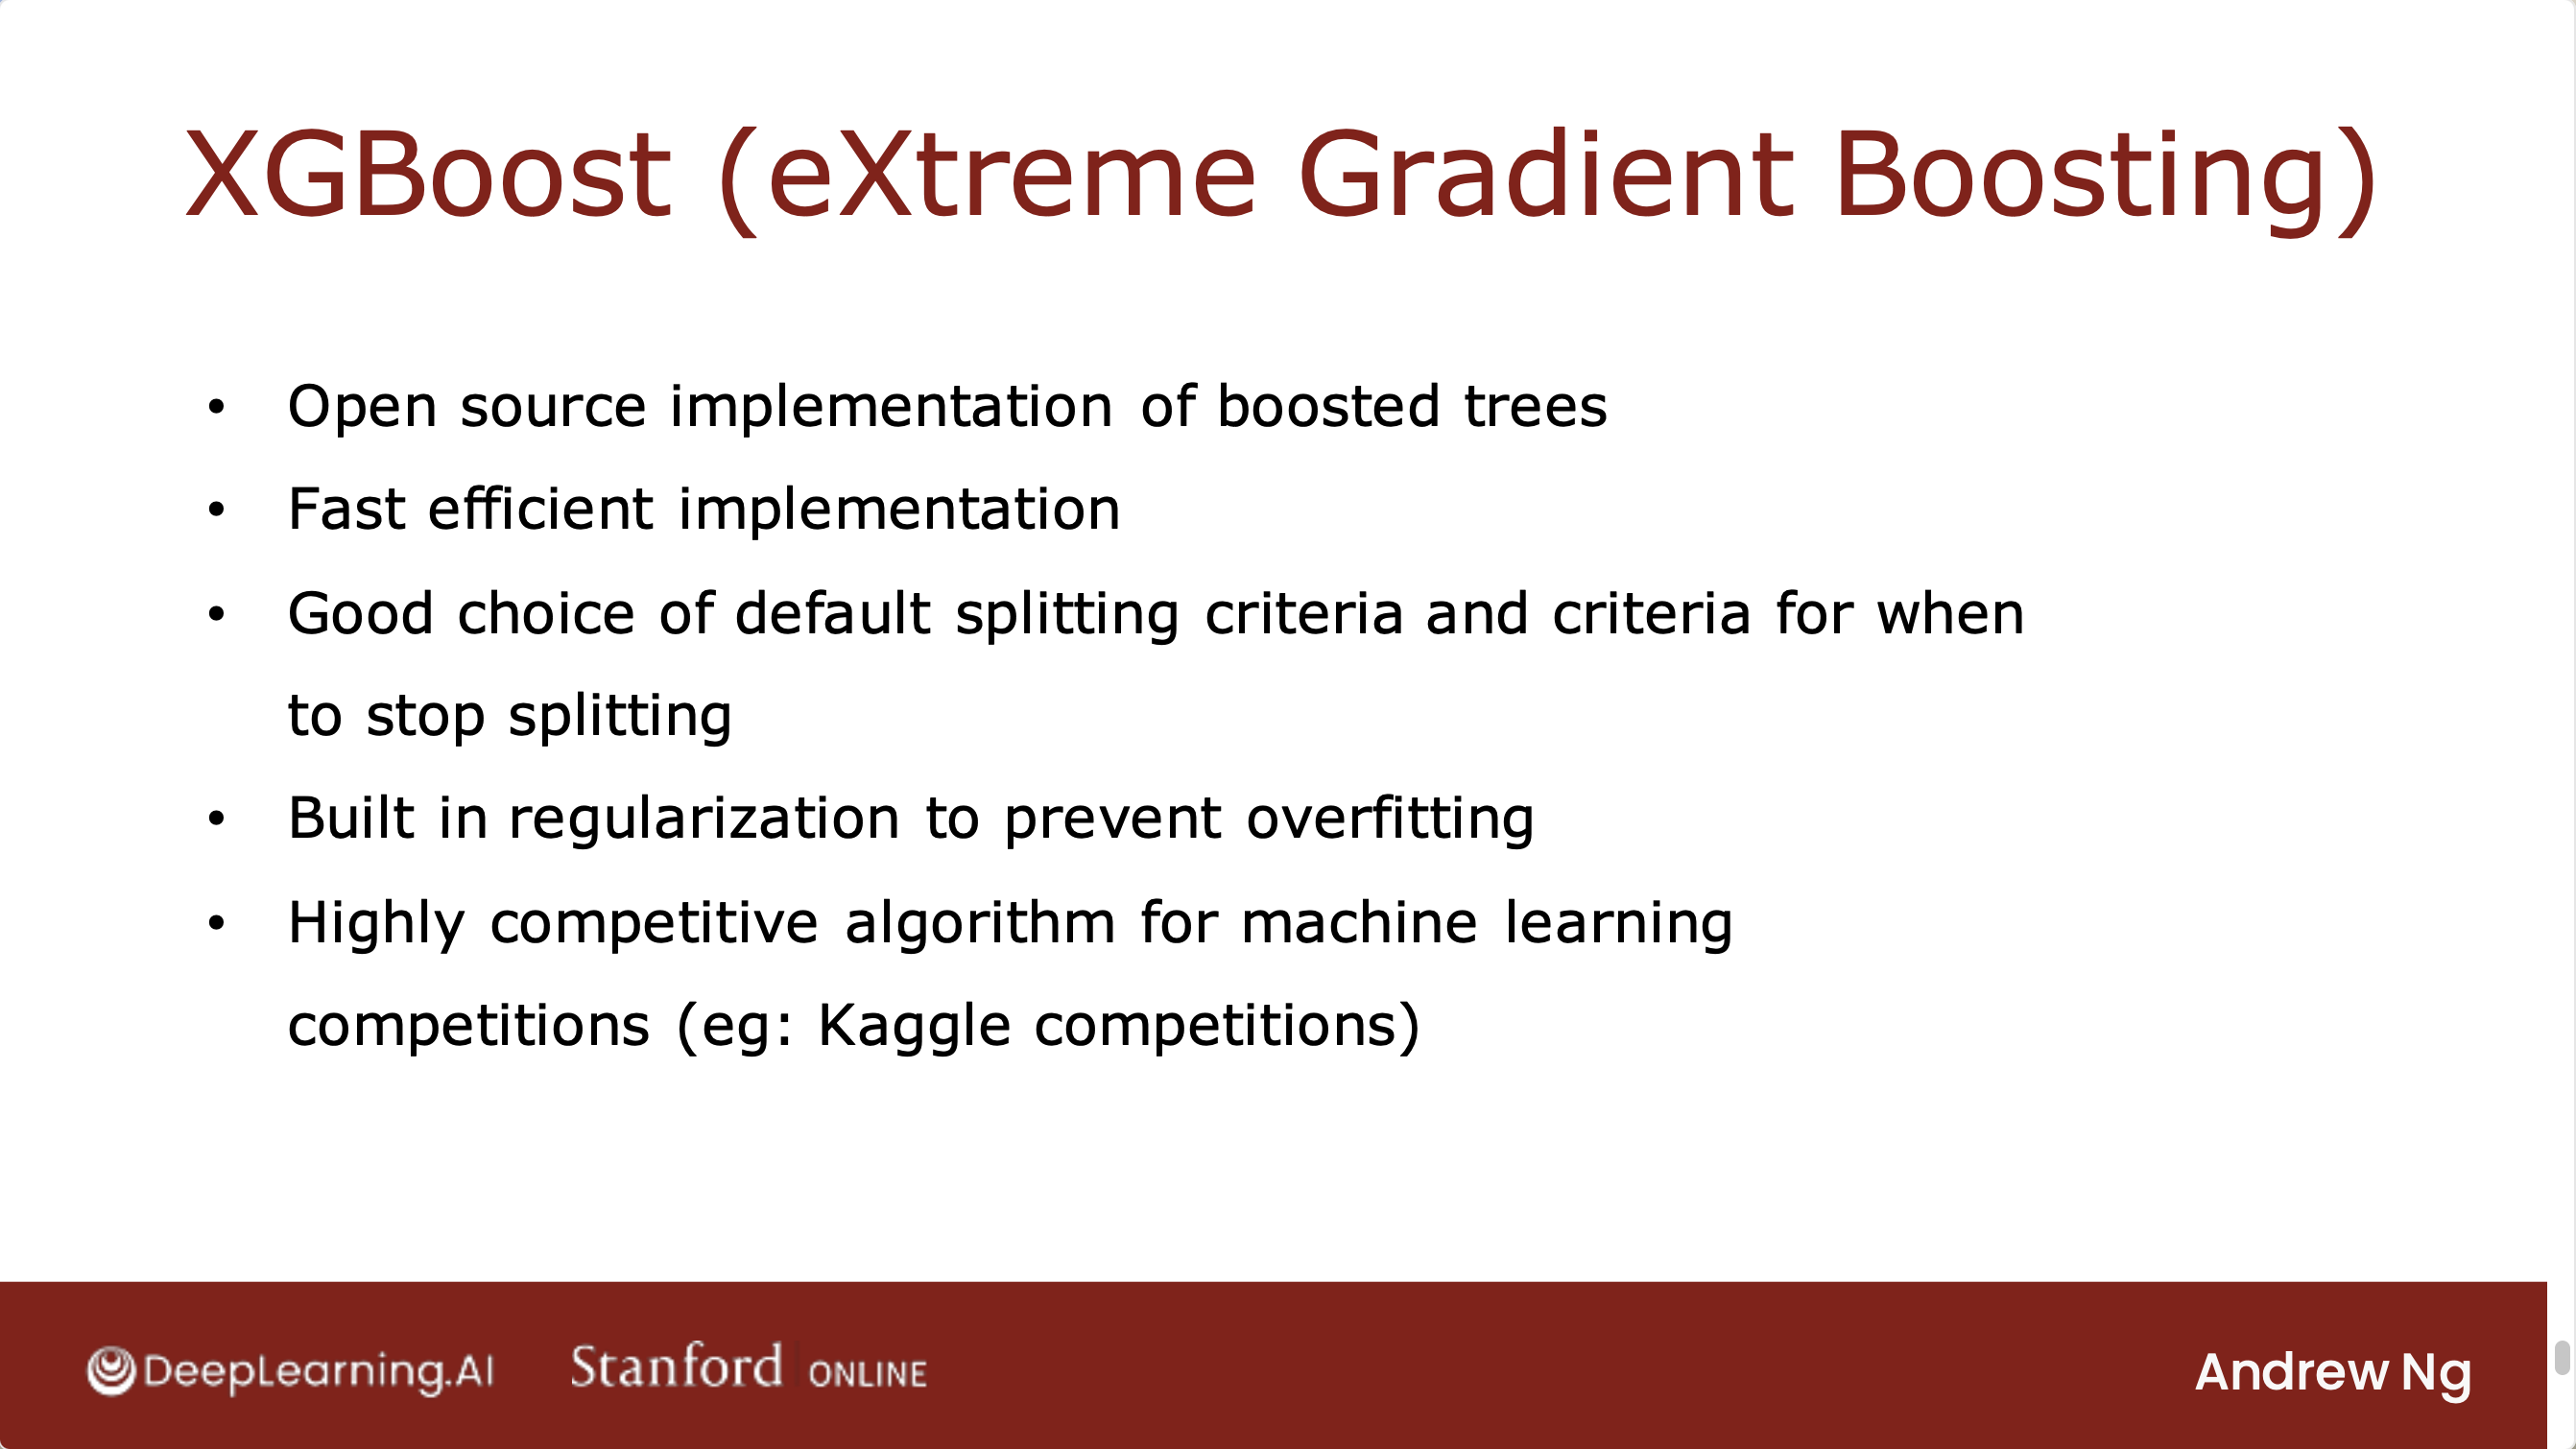 XGBoost (eXtreme Gradient Boosting)
• Open source implementation of boosted trees
• Fast efficient implementation
• Good choice of default splitting criteria and criteria for when
to stop splitting
• Built in regularization to prevent overfitting
• Highly competitive algorithm for machine learning
competitions (eg: Kaggle competitions)
DeepLearning.AI Stanford ONLINE Andrew Ng